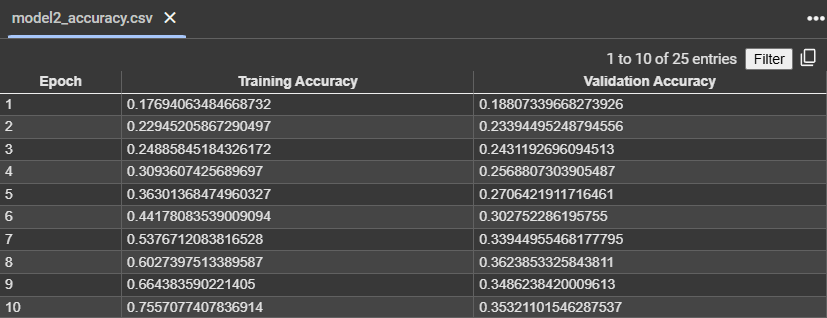 model2_accuracy.csv ×
1 to 10 of 25 entries Filter
Epoch Training Accuracy Validation Accuracy
1 0.17694063484668732 0.18807339668273926
2 0.22945205867290497 0.23394495248794556
3 0.24885845184326172 0.2431192696094513
4 0.3093607425689697 0.2568807303905487
5 0.36301368474960327 0.2706421911716461
6 0.44178083539009094 0.302752286195755
7 0.5376712083816528 0.33944955468177795
8 0.6027397513389587 0.3623853325843811
9 0.664383590221405 0.3486238420009613
10 0.7557077407836914 0.35321101546287537